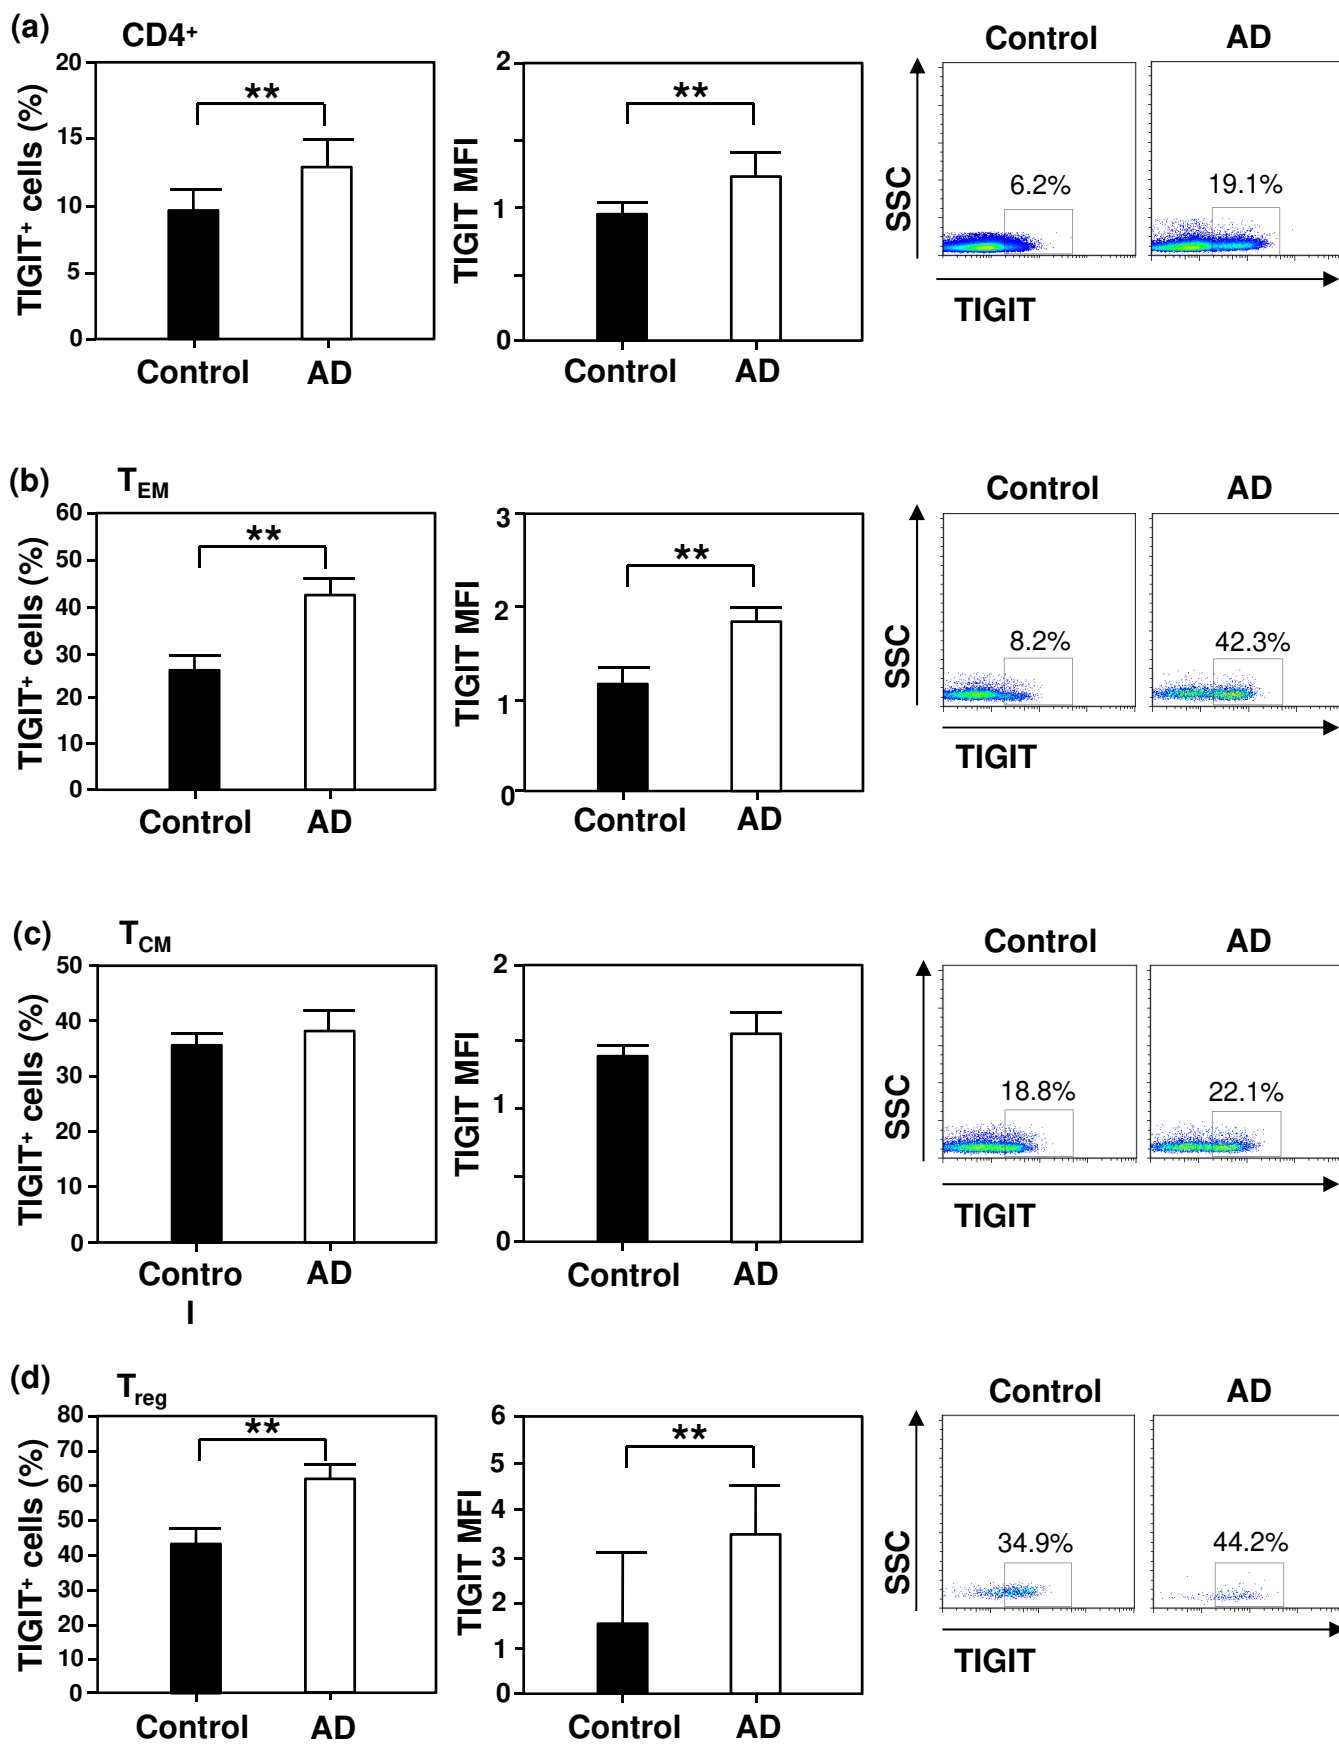 (a) CD4+
TIGIT+ cells (%)
20
15
10
5
0
**
Control AD
TIGIT MFI
2
1
0
**
Control AD
Control AD
SSC
6.2% 19.1%
TIGIT
(b) TEM
TIGIT+ cells (%)
60
50
40
30
20
10
0
**
Control AD
TIGIT MFI
3
2
1
0
**
Control AD
Control AD
SSC
8.2% 42.3%
TIGIT
(c) TCM
TIGIT+ cells (%)
50
40
30
20
10
0
Contro AD
l
TIGIT MFI
2
1
0
Control AD
Control AD
SSC
18.8% 22.1%
TIGIT
(d) Treg
TIGIT+ cells (%)
80
70
60
50
40
30
20
10
0
**
Control AD
TIGIT MFI
6
5
4
3
2
1
0
**
Control AD
Control AD
SSC
34.9% 44.2%
TIGIT